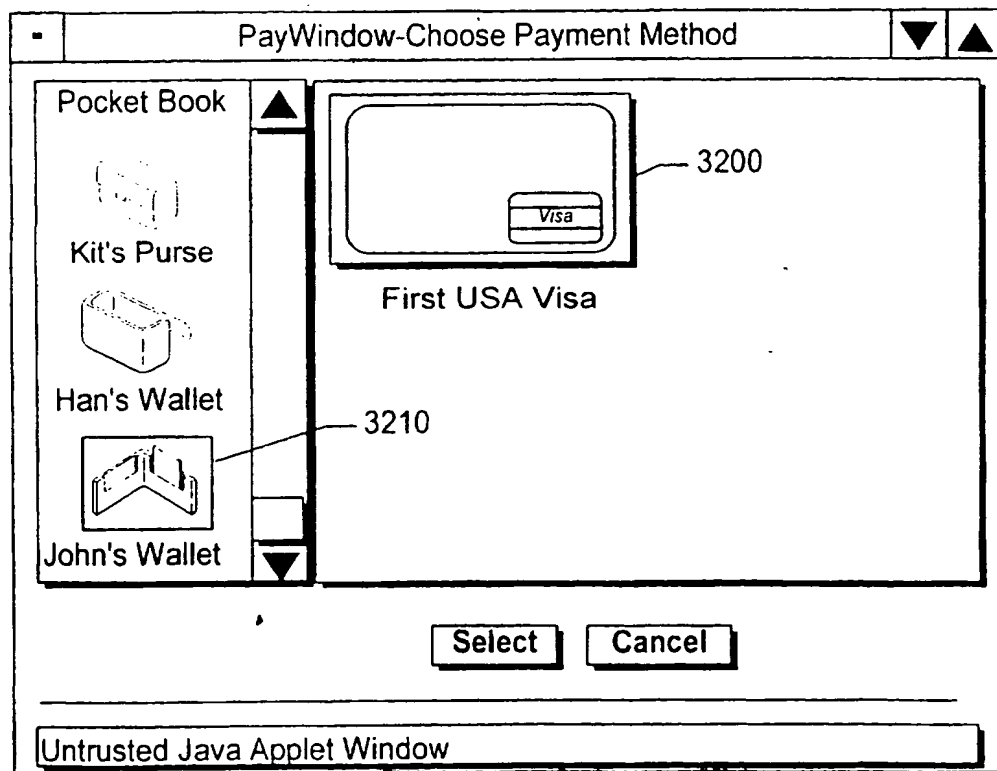 PayWindow-Choose Payment Method
Pocket Book
Kit's Purse
Han's Wallet
John's Wallet
Visa
3200
First USA Visa
3210
Select
Cancel
Untrusted Java Applet Window